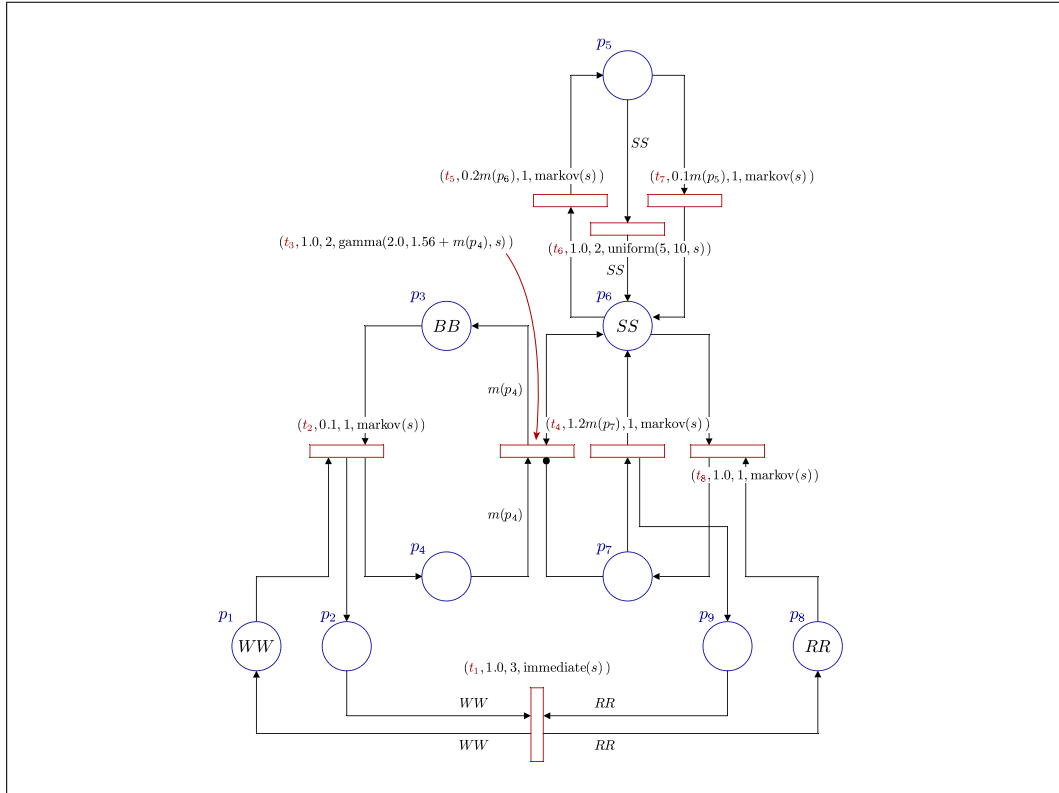 p5
SS
(t5, 0.2m(p6), 1, markov(s))
(t7, 0.1m(p5), 1, markov(s))
(t3, 1.0, 2, gamma(2.0, 1.56 + m(p4), s))
(t6, 1.0, 2, uniform(5, 10, s))
SS
p3
p6
BB
SS
m(p4)
(t2, 0.1, 1, markov(s))
(t4, 1.2m(p7), 1, markov(s))
(t8, 1.0, 1, markov(s))
m(p4)
p4
p7
p1
p2
p9
p8
WW
RR
(t1, 1.0, 3, immediate(s))
WW
RR
WW
RR